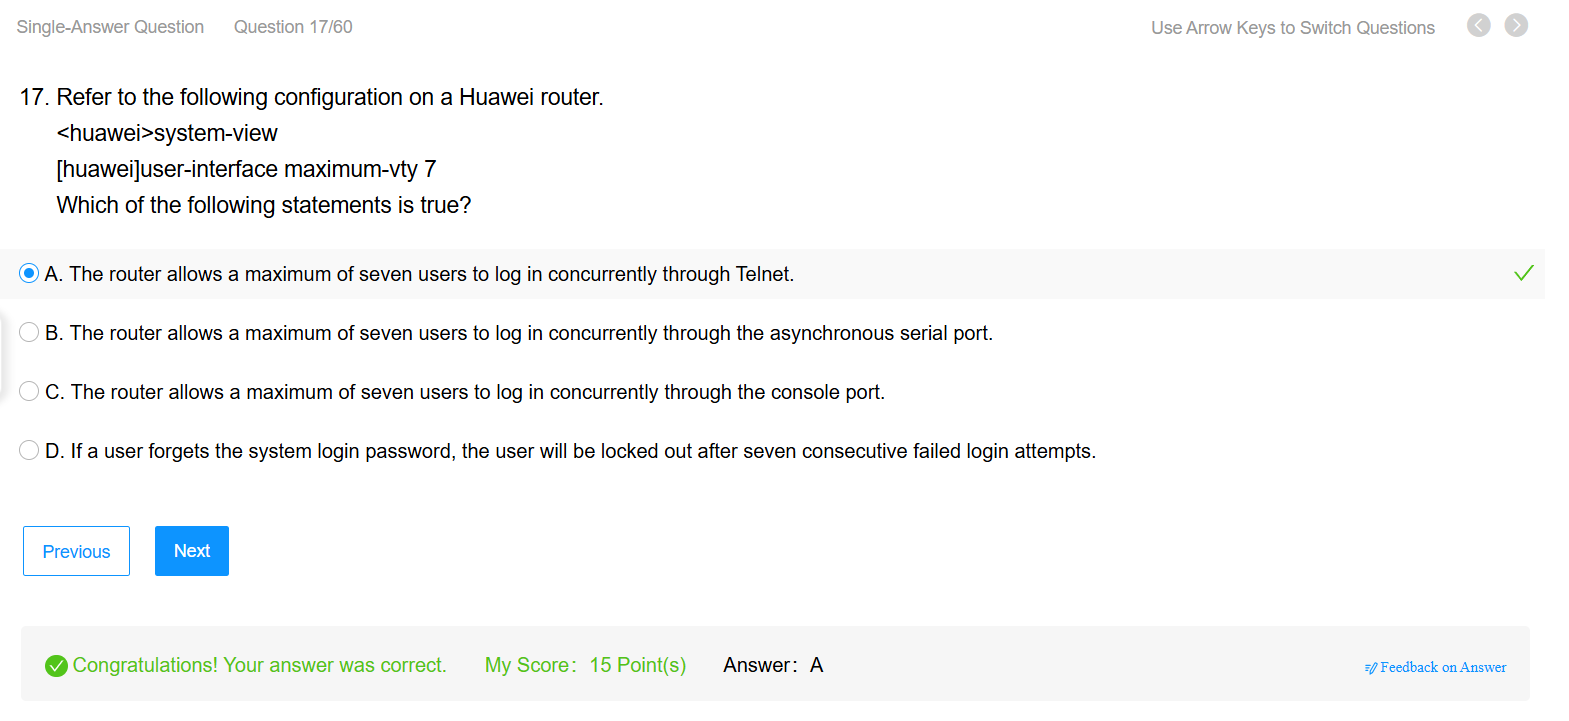 Single-Answer Question Question 17/60 Use Arrow Keys to Switch Questions
17. Refer to the following configuration on a Huawei router.
<huawei>system-view
[huawei]user-interface maximum-vty 7
Which of the following statements is true?
A. The router allows a maximum of seven users to log in concurrently through Telnet.
B. The router allows a maximum of seven users to log in concurrently through the asynchronous serial port.
C. The router allows a maximum of seven users to log in concurrently through the console port.
D. If a user forgets the system login password, the user will be locked out after seven consecutive failed login attempts.
Previous Next
Congratulations! Your answer was correct. My Score: 15 Point(s) Answer: A Feedback on Answer